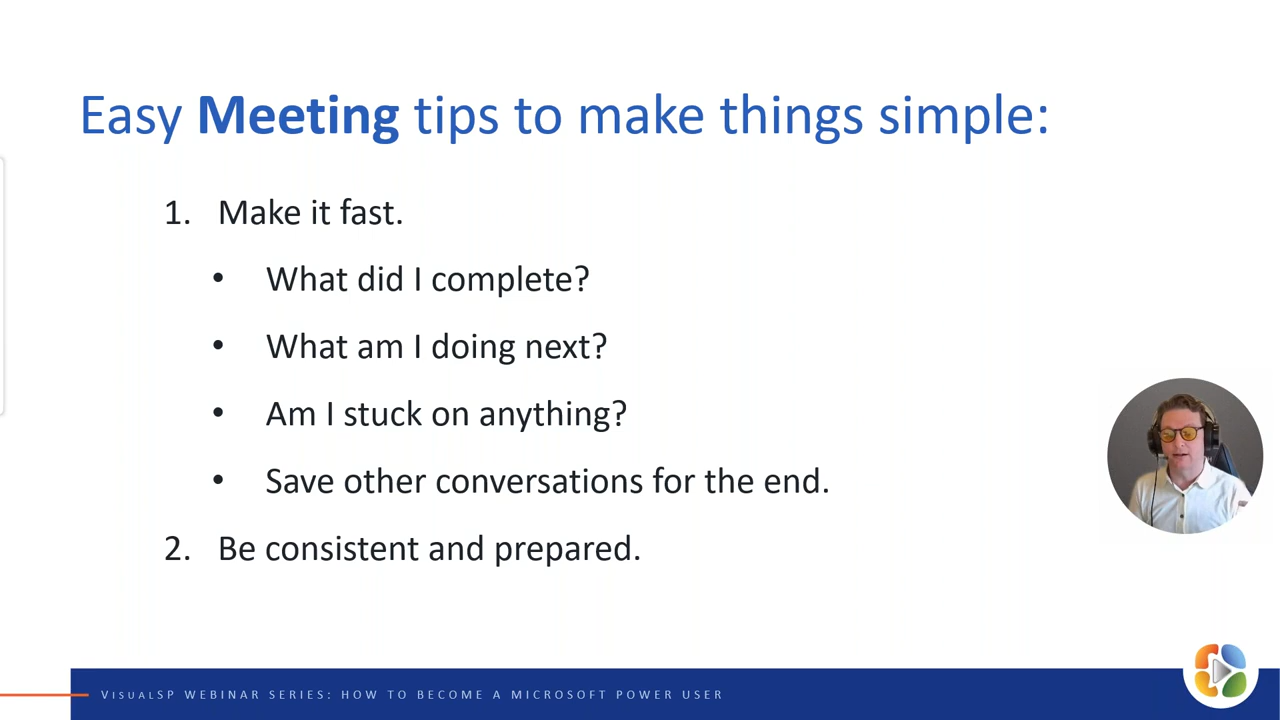 Easy Meeting tips to make things simple:
1. Make it fast.
• What did I complete?
• What am I doing next?
• Am I stuck on anything?
• Save other conversations for the end.
2. Be consistent and prepared.
VISUALSP WEBINAR SERIES: HOW TO BECOME A MICROSOFT POWER USER